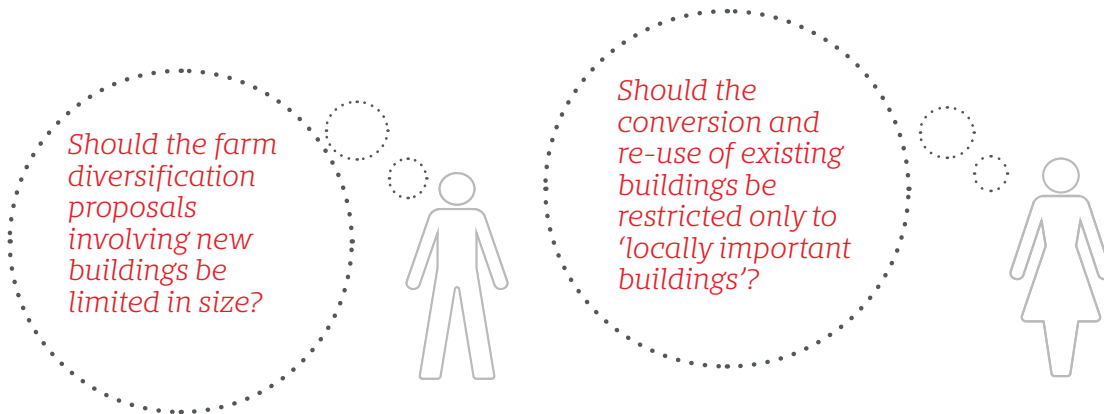 Should the farm
diversification
proposals
involving new
buildings be
limited in size?
Should the
conversion and
re-use of existing
buildings be
restricted only to
‘locally important
buildings’?